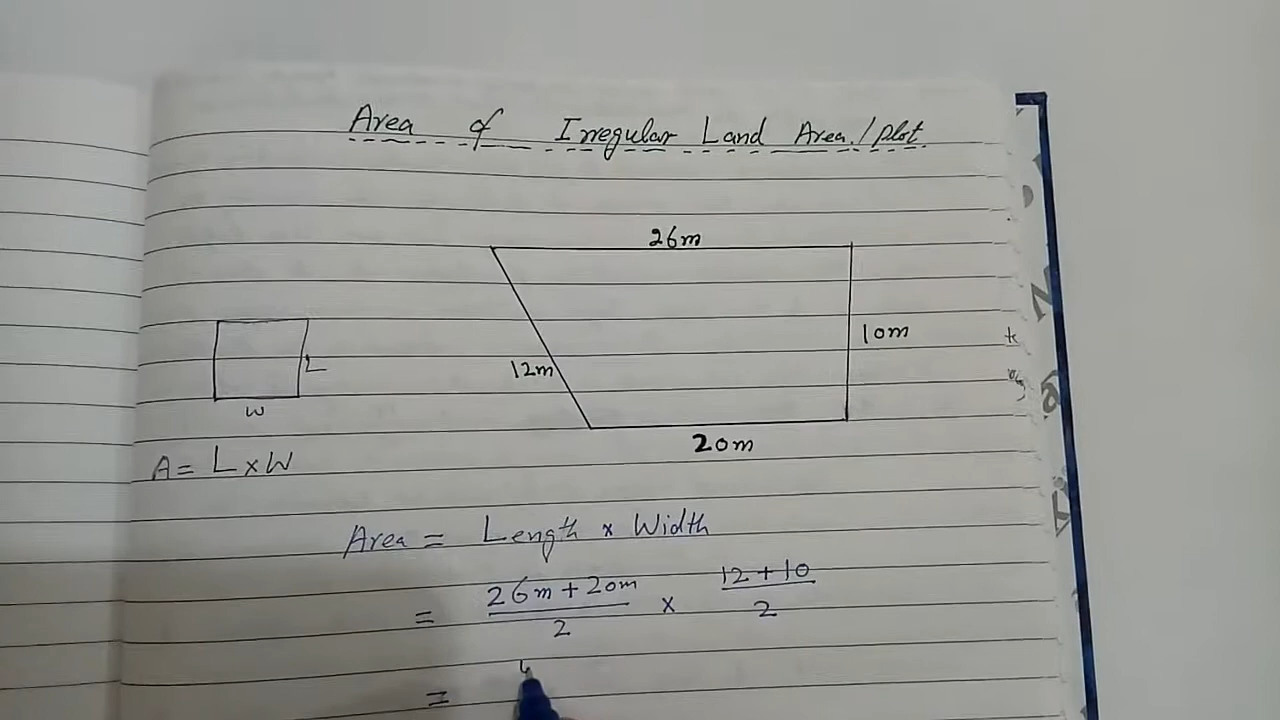 Area of Irregular Land Area/plot.
26m
10m
12m
20m
L
W
A = L x W
Area = Length x Width
= 26m + 20m / 2 x 12 + 10 / 2
=